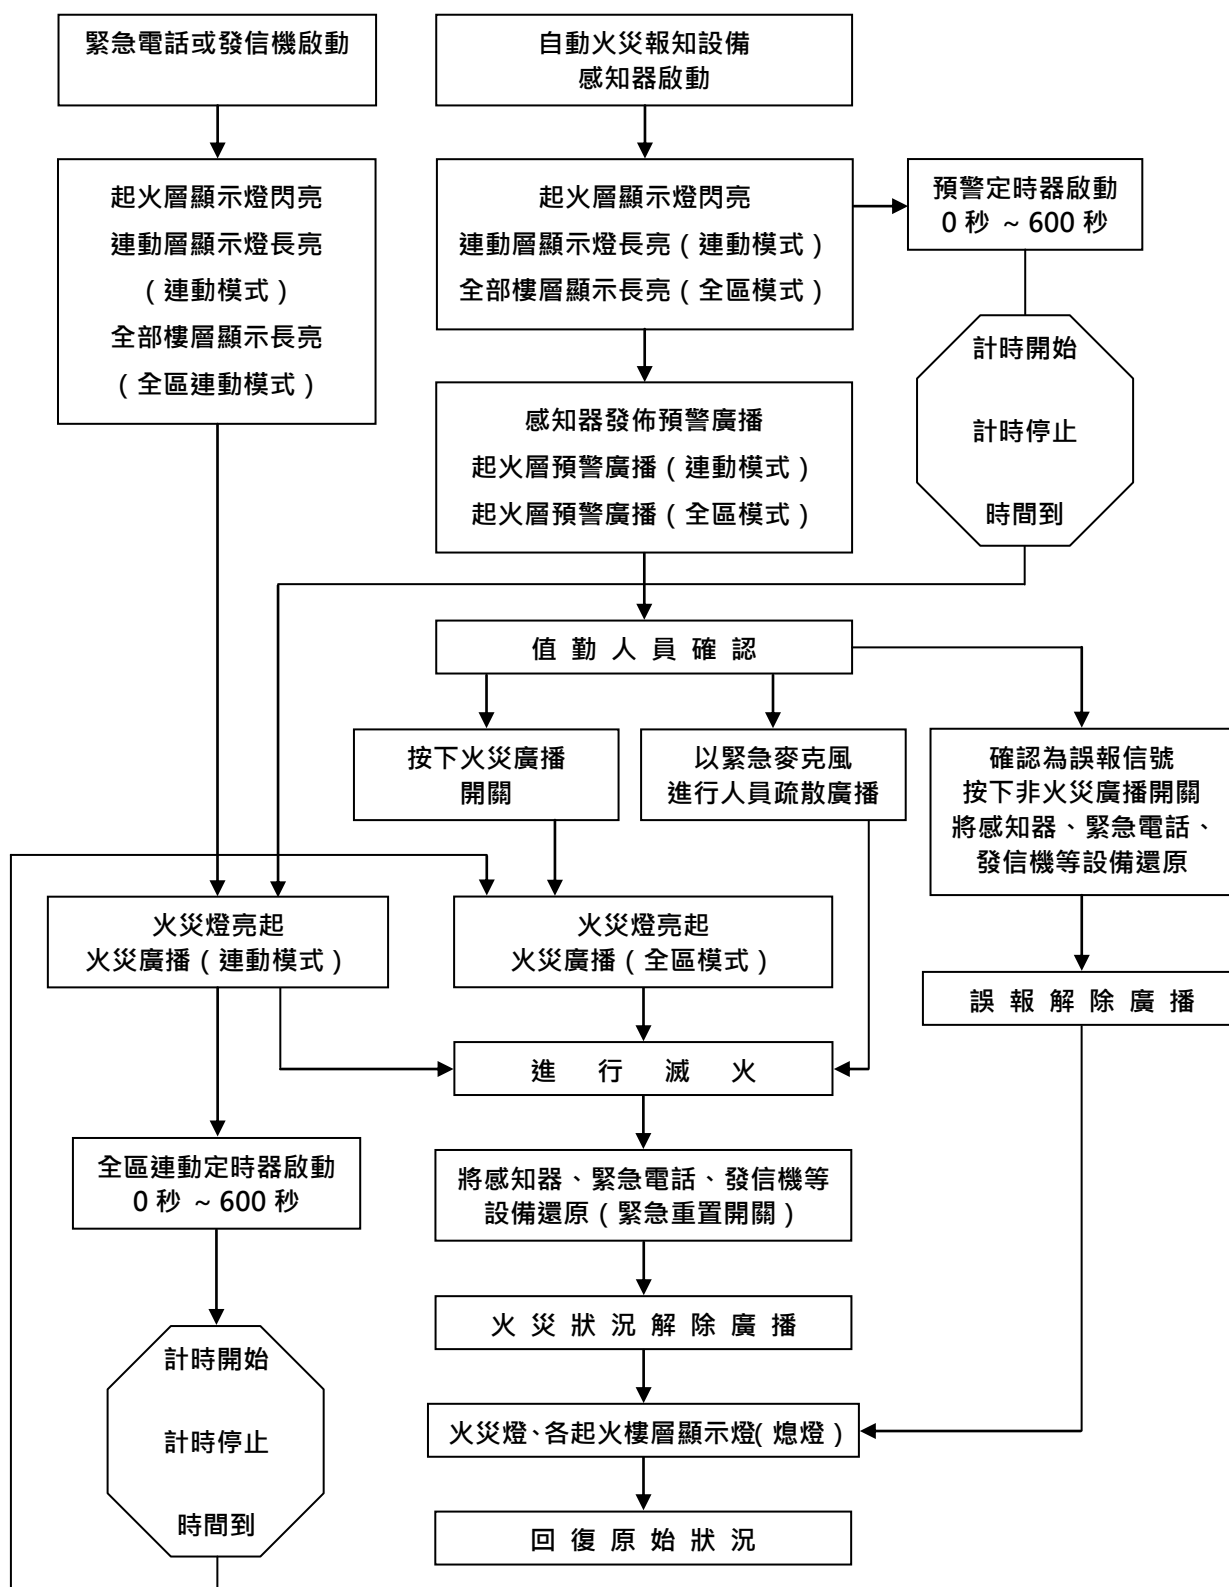 緊急電話或發信機啟動
自動火災報知設備
感知器啟動
起火層顯示燈閃亮
連動層顯示燈長亮
(連動模式)
全部樓層顯示長亮
(全區連動模式)
起火層顯示燈閃亮
連動層顯示燈長亮(連動模式)
全部樓層顯示長亮(全區模式)
預警定時器啟動
0 秒 ~ 600 秒
計時開始
計時停止
時間到
感知器發佈預警廣播
起火層預警廣播(連動模式)
起火層預警廣播(全區模式)
值勤人員確認
按下火災廣播
開關
以緊急麥克風
進行人員疏散廣播
確認為誤報信號
按下非火災廣播開關
將感知器、緊急電話、
發信機等設備還原
火災燈亮起
火災廣播(連動模式)
火災燈亮起
火災廣播(全區模式)
誤報解除廣播
進行滅火
全區連動定時器啟動
0 秒 ~ 600 秒
將感知器、緊急電話、發信機等
設備還原(緊急重置開關)
火災狀況解除廣播
計時開始
計時停止
時間到
火災燈、各起火樓層顯示燈(熄燈)
回復原始狀況